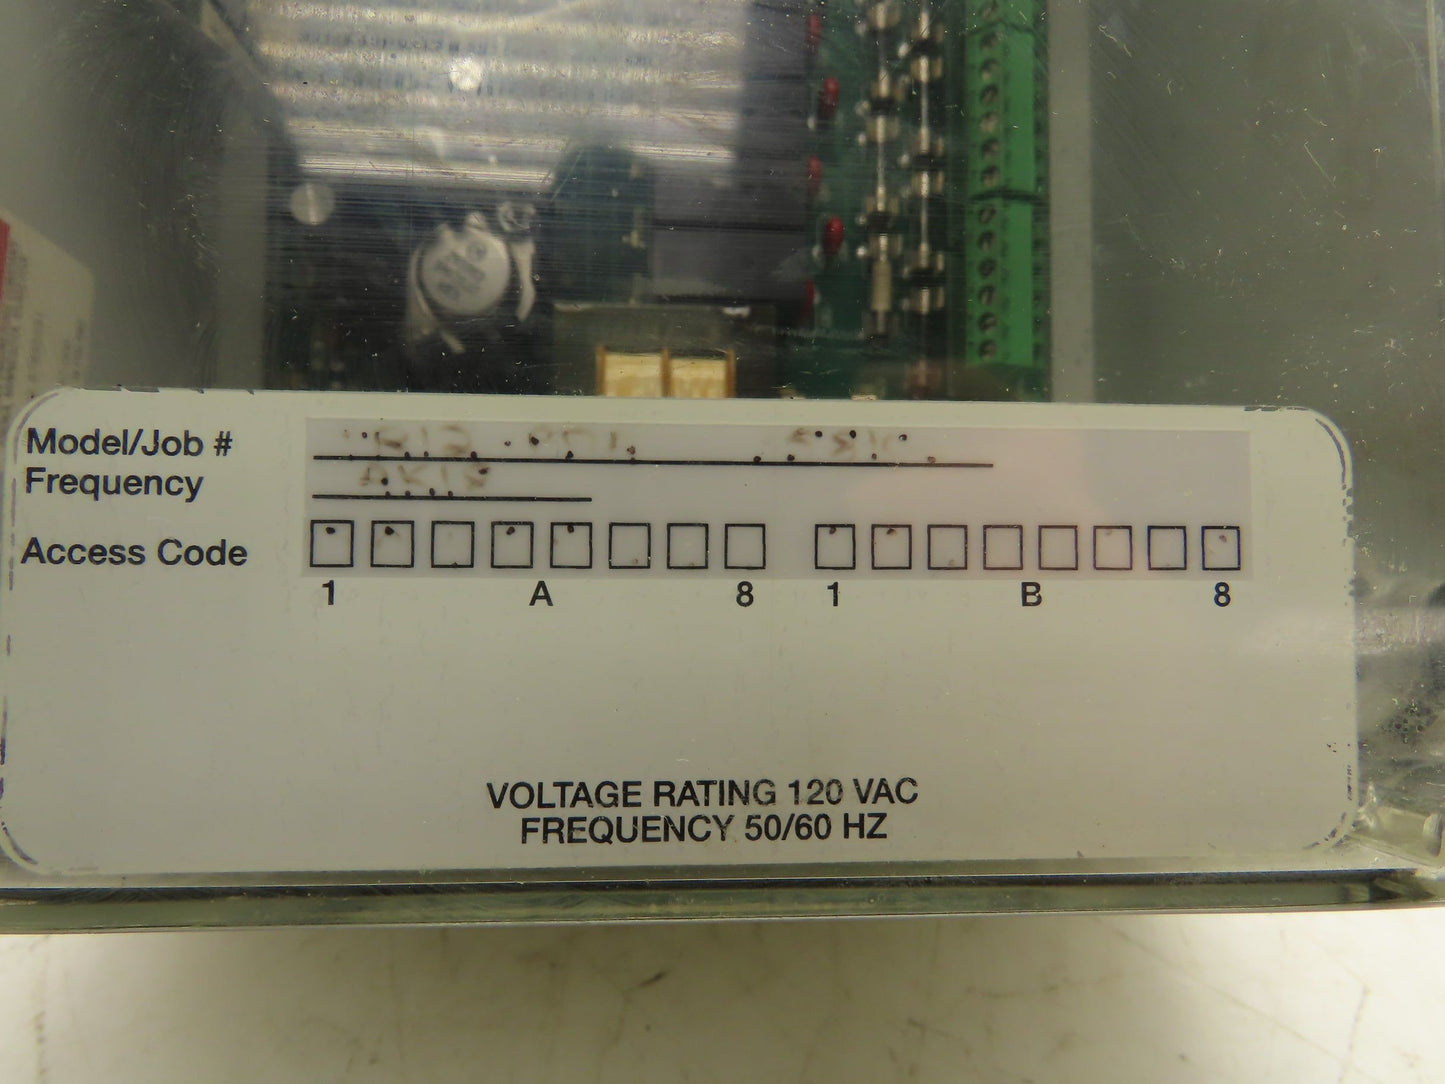 Model/Job #
Frequency
Access Code
1 A 8 1 B 8
VOLTAGE RATING 120 VAC
FREQUENCY 50/60 HZ